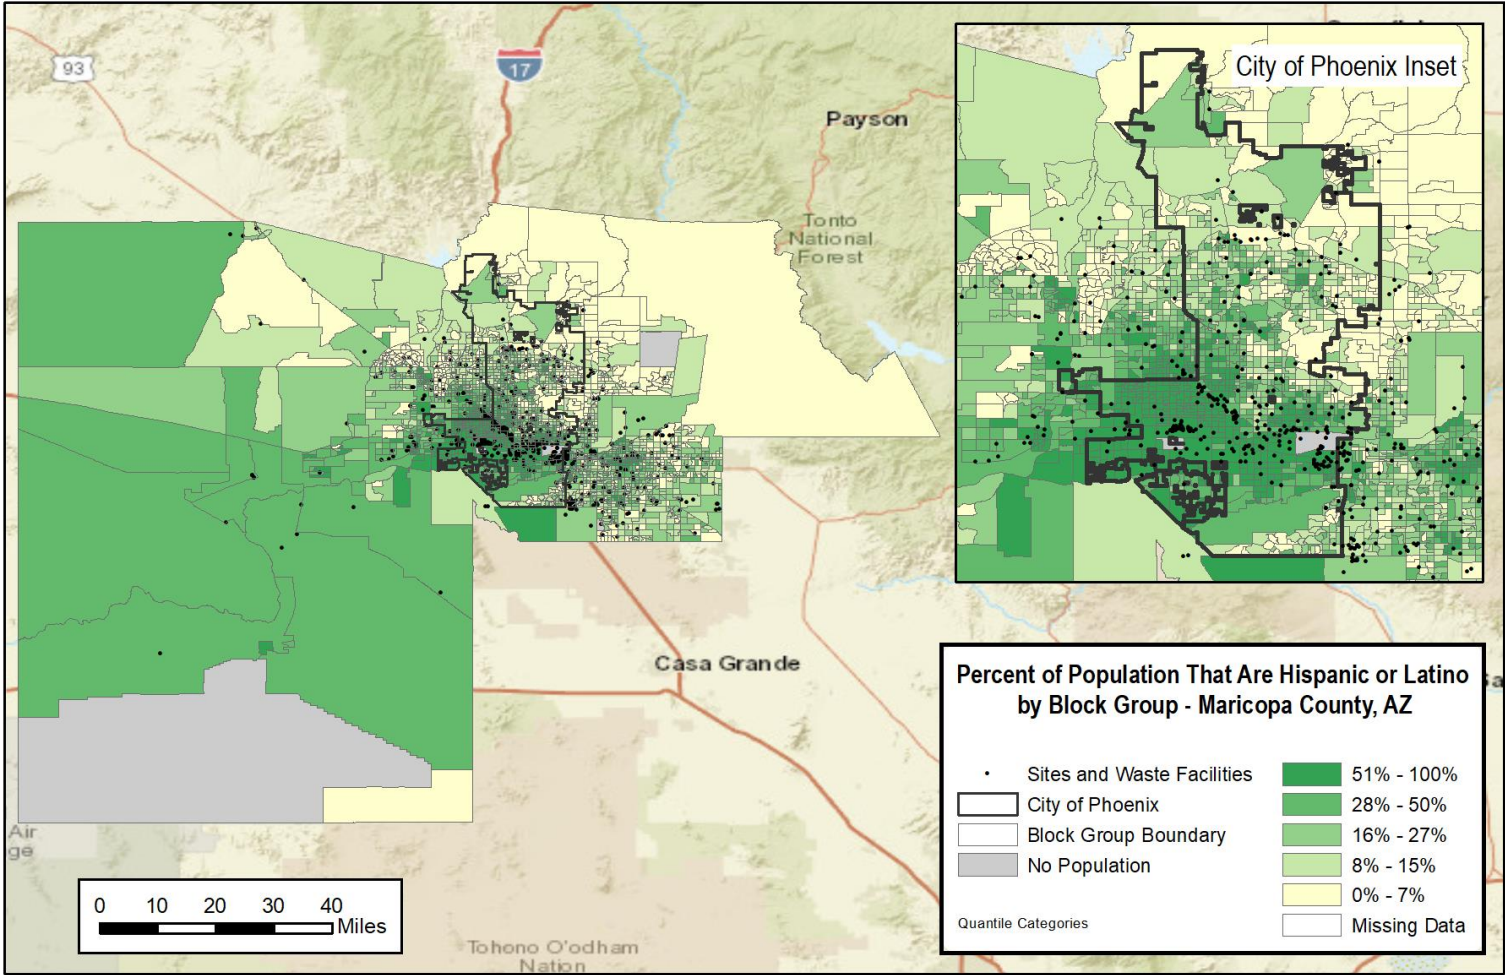 93
17
Payson
Tonto
National
Forest
City of Phoenix Inset
Casa Grande
Air
ge
Tohono O'odham
Nation
0 10 20 30 40
Miles
Percent of Population That Are Hispanic or Latino
by Block Group - Maricopa County, AZ
Sites and Waste Facilities
City of Phoenix
Block Group Boundary
No Population
Quantile Categories
51% - 100%
28% - 50%
16% - 27%
8% - 15%
0% - 7%
Missing Data